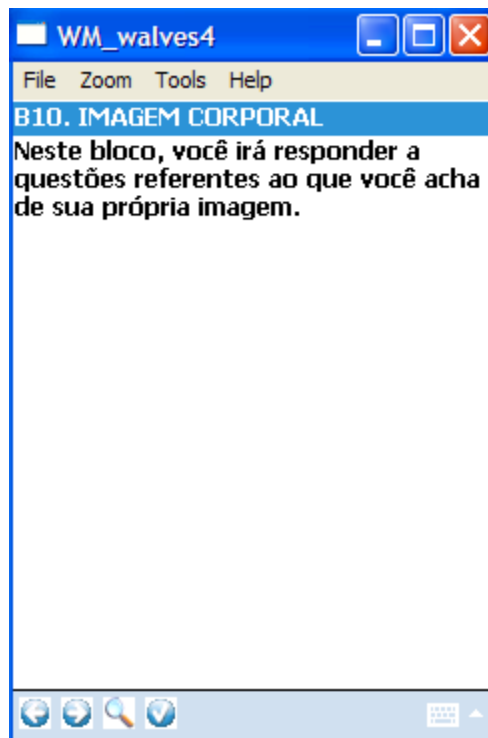 WM_walves4
File Zoom Tools Help
B10. IMAGEM CORPORAL
Neste bloco, você irá responder a
questões referentes ao que você acha
de sua própria imagem.